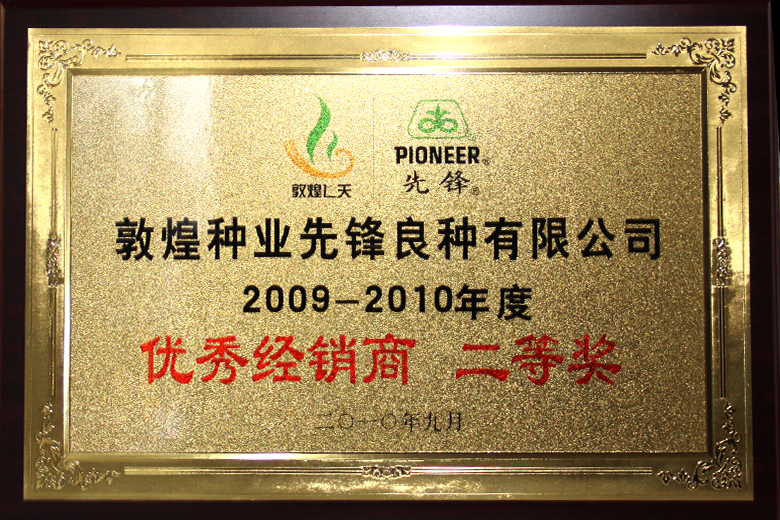 敦煌飞天
PIONEER®
先锋®
敦煌种业先锋良种有限公司
2009-2010年度
优秀经销商 二等奖
二〇一〇年九月